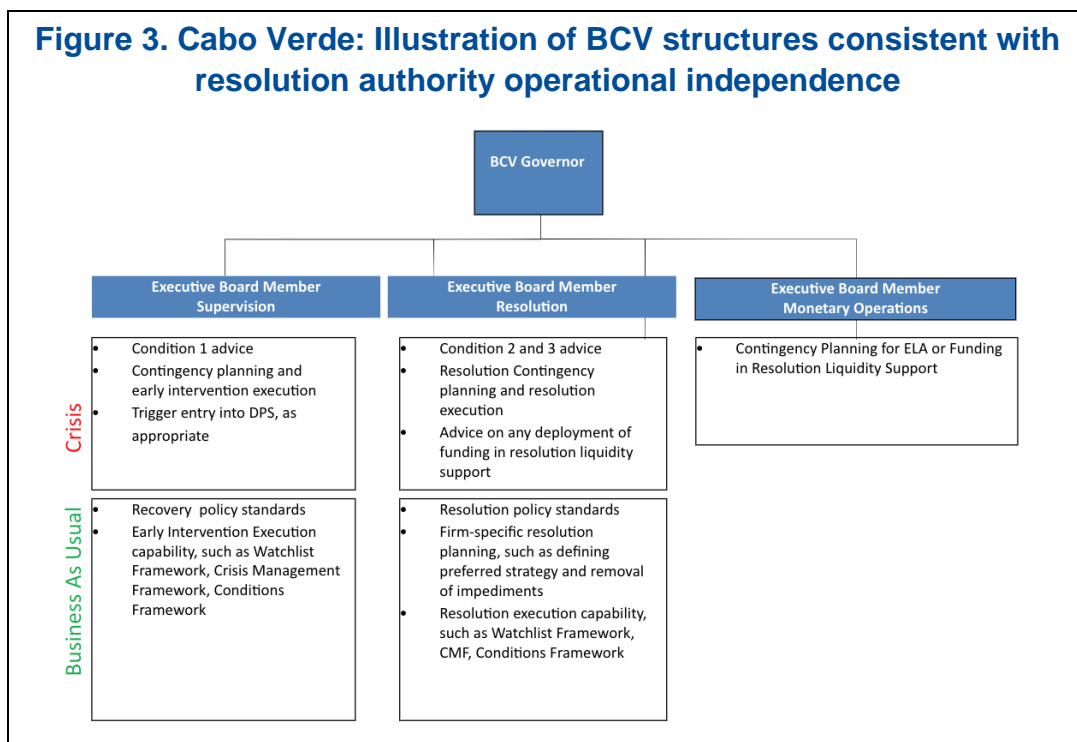 Figure 3. Cabo Verde: Illustration of BCV structures consistent with
resolution authority operational independence
BCV Governor
Executive Board Member
Supervision
Executive Board Member
Resolution
Executive Board Member
Monetary Operations
Crisis
• Condition 1 advice
• Contingency planning and
early intervention execution
• Trigger entry into DPS, as
appropriate
• Condition 2 and 3 advice
• Resolution Contingency
planning and resolution
execution
• Advice on any deployment of
funding in resolution liquidity
support
• Contingency Planning for ELA or Funding
in Resolution Liquidity Support
Business As Usual
• Recovery policy standards
• Early Intervention Execution
capability, such as Watchlist
Framework, Crisis Management
Framework, Conditions
Framework
• Resolution policy standards
• Firm-specific resolution
planning, such as defining
preferred strategy and removal
of impediments
• Resolution execution capability,
such as Watchlist Framework,
CMF, Conditions Framework